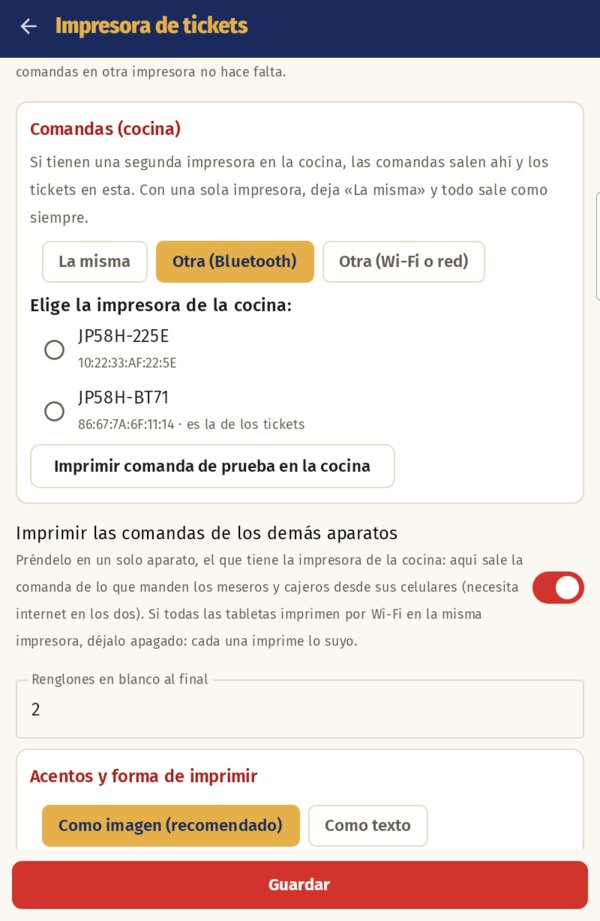 Impresora de tickets
comandas en otra impresora no hace falta.
Comandas (cocina)
Si tienen una segunda impresora en la cocina, las comandas salen ahí y los
tickets en esta. Con una sola impresora, deja «La misma» y todo sale como
siempre.
La misma
Otra (Bluetooth)
Otra (Wi-Fi o red)
Elige la impresora de la cocina:
JP58H-225E
10:22:33:AF:22:5E
JP58H-BT71
86:67:7A:6F:11:14 · es la de los tickets
Imprimir comanda de prueba en la cocina
Imprimir las comandas de los demás aparatos
Préndelo en un solo aparato, el que tiene la impresora de la cocina: aquí sale la
comanda de lo que manden los meseros y cajeros desde sus celulares (necesita
internet en los dos). Si todas las tabletas imprimen por Wi-Fi en la misma
impresora, déjalo apagado: cada una imprime lo suyo.
Renglones en blanco al final
2
Acentos y forma de imprimir
Como imagen (recomendado)
Como texto
Guardar